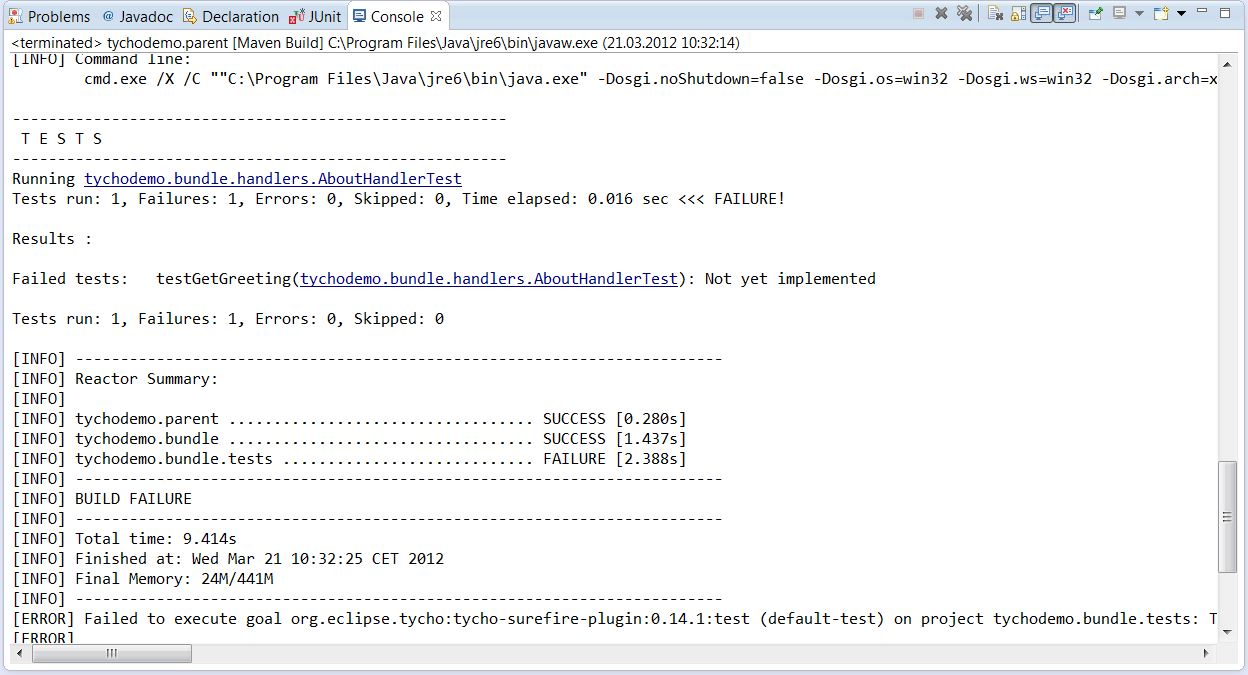 Problems @ Javadoc Declaration JUnit Console
<terminated> tychodemo.parent [Maven Build] C:\Program Files\Java\jre6\bin\javaw.exe (21.03.2012 10:32:14)
[INFO] Command line:
cmd.exe /X /C ""C:\Program Files\Java\jre6\bin\java.exe" -Dosgi.noShutdown=false -Dosgi.os=win32 -Dosgi.ws=win32 -Dosgi.arch=x
-------------------------------------------------------
T E S T S
-------------------------------------------------------
Running tychodemo.bundle.handlers.AboutHandlerTest
Tests run: 1, Failures: 1, Errors: 0, Skipped: 0, Time elapsed: 0.016 sec <<< FAILURE!
Results :
Failed tests:   testGetGreeting(tychodemo.bundle.handlers.AboutHandlerTest): Not yet implemented
Tests run: 1, Failures: 1, Errors: 0, Skipped: 0
[INFO] ------------------------------------------------------------------------
[INFO] Reactor Summary:
[INFO]
[INFO] tychodemo.parent .................................. SUCCESS [0.280s]
[INFO] tychodemo.bundle .................................. SUCCESS [1.437s]
[INFO] tychodemo.bundle.tests ............................ FAILURE [2.388s]
[INFO] ------------------------------------------------------------------------
[INFO] BUILD FAILURE
[INFO] ------------------------------------------------------------------------
[INFO] Total time: 9.414s
[INFO] Finished at: Wed Mar 21 10:32:25 CET 2012
[INFO] Final Memory: 24M/441M
[INFO] ------------------------------------------------------------------------
[ERROR] Failed to execute goal org.eclipse.tycho:tycho-surefire-plugin:0.14.1:test (default-test) on project tychodemo.bundle.tests: T
[ERROR]